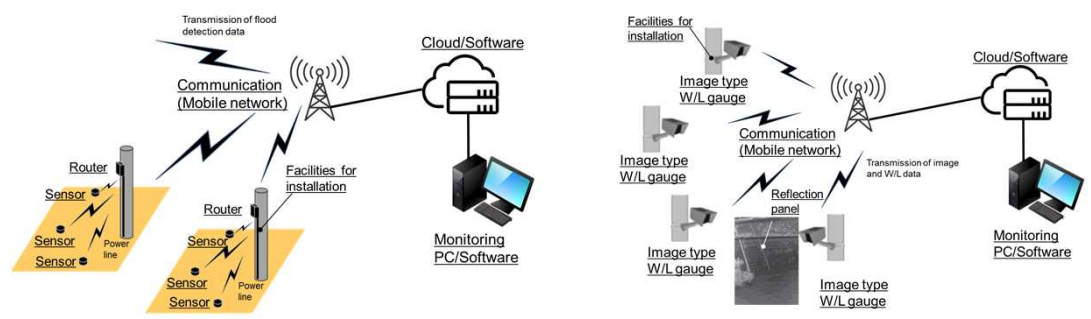 Transmission of flood
detection data
Cloud/Software
Communication
(Mobile network)
Router
Facilities for
installation
Sensor
Router
Sensor
Sensor
Sensor
Power
line
Sensor
Sensor
Power
line
Monitoring
PC/Software
Facilities for
installation
Image type
W/L gauge
Cloud/Software
Communication
(Mobile network)
Image type
W/L gauge
Transmission of image
and W/L data
Reflection
panel
Image type
W/L gauge
Image type
W/L gauge
Monitoring
PC/Software